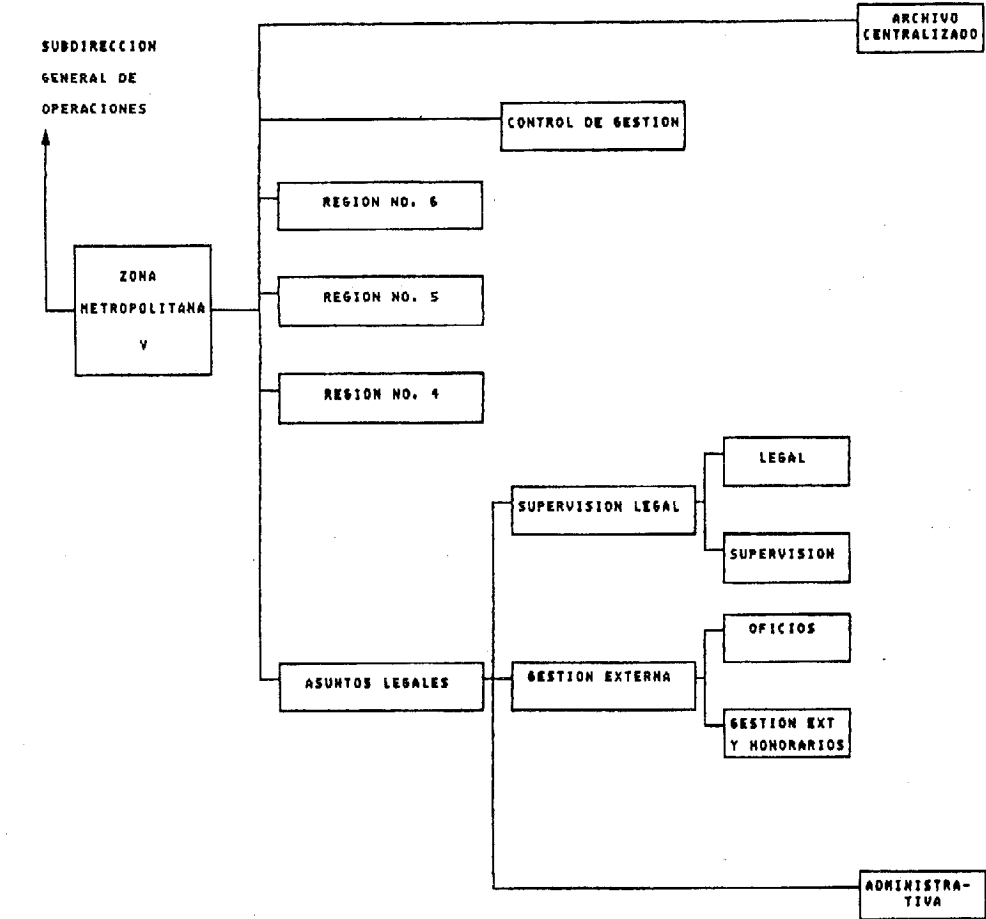 ARCHIVO
CENTRALIZADO
SUBDIRECCION
GENERAL DE
OPERACIONES
CONTROL DE GESTION
REGION NO. 6
ZONA
METROPOLITANA
V
REGION NO. 5
REGION NO. 4
LEGAL
SUPERVISION LEGAL
SUPERVISION
OFICIOS
ASUNTOS LEGALES
GESTION EXTERNA
GESTION EXT
Y HONORARIOS
ADMINISTRA-
TIVA